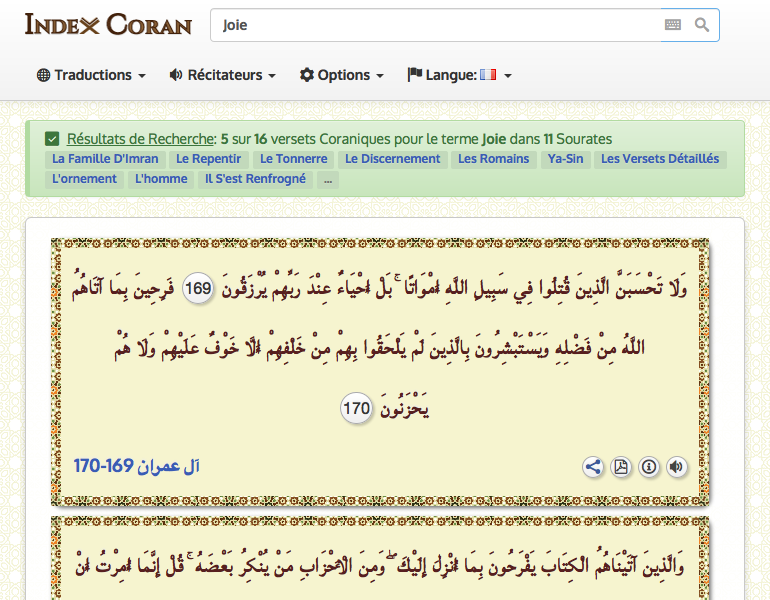 Index Coran
Joie
Traductions Récitateurs Options Langue:
Résultats de Recherche: 5 sur 16 versets Coraniques pour le terme Joie dans 11 Sourates
La Famille D'Imran Le Repentir Le Tonnerre Le Discernement Les Romains Ya-Sin Les Versets Détaillés
L'ornement L'homme Il S'est Renfrogné ...
وَلَا تَحْسَبَنَّ الَّذِينَ قُتِلُوا فِي سَبِيلِ اللَّهِ أَمْوَاتًا ۚ بَلْ أَحْيَاءٌ عِنْدَ رَبِّهِمْ يُرْزَقُونَ 169 فَرِحِينَ بِمَا آتَاهُمُ
اللَّهُ مِنْ فَضْلِهِ وَيَسْتَبْشِرُونَ بِالَّذِينَ لَمْ يَلْحَقُوا بِهِمْ مِنْ خَلْفِهِمْ أَلَّا خَوْفٌ عَلَيْهِمْ وَلَا هُمْ
يَحْزَنُونَ 170
آل عمران 169-170
وَالَّذِينَ آتَيْنَاهُمُ الْكِتَابَ يَفْرَحُونَ بِمَا أُنْزِلَ إِلَيْكَ ۖ وَمِنَ الْأَحْزَابِ مَنْ يُنْكِرُ بَعْضَهُ ۚ قُلْ إِنَّمَا أُمِرْتُ أَنْ